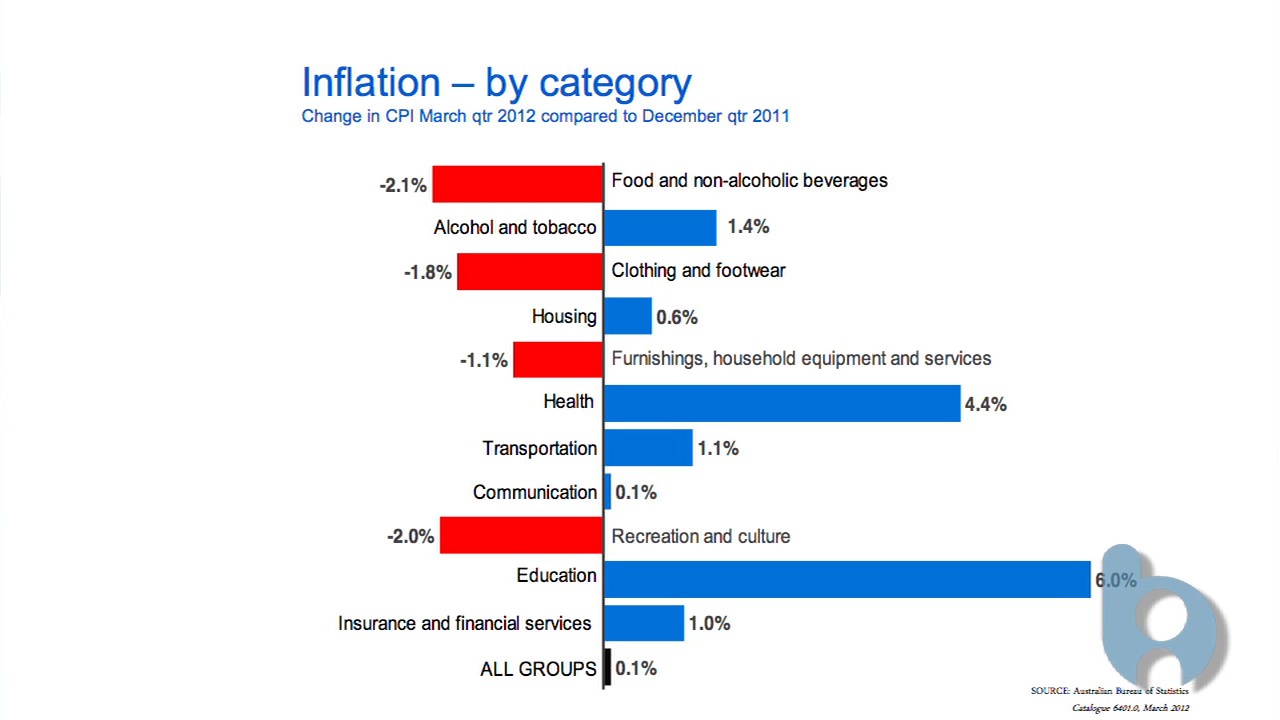 Inflation – by category
Change in CPI March qtr 2012 compared to December qtr 2011
-2.1% Food and non-alcoholic beverages
Alcohol and tobacco 1.4%
-1.8% Clothing and footwear
Housing 0.6%
-1.1% Furnishings, household equipment and services
Health 4.4%
Transportation 1.1%
Communication 0.1%
-2.0% Recreation and culture
Education 6.0%
Insurance and financial services 1.0%
ALL GROUPS 0.1%
SOURCE: Australian Bureau of Statistics
Catalogue 6401.0, March 2012